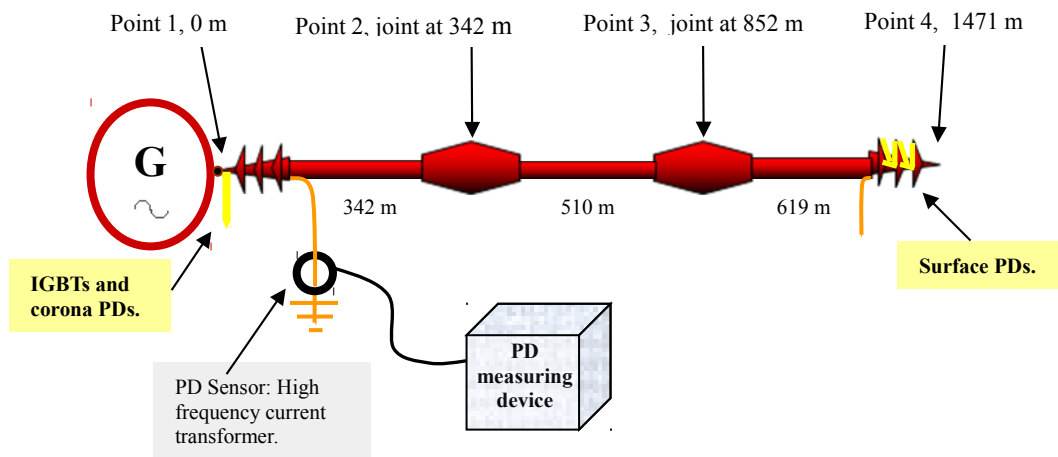 Point 1, 0 m
Point 2, joint at 342 m
Point 3, joint at 852 m
Point 4, 1471 m
G
342 m
510 m
619 m
IGBTs and
corona PDs.
Surface PDs.
PD Sensor: High
frequency current
transformer.
PD
measuring
device